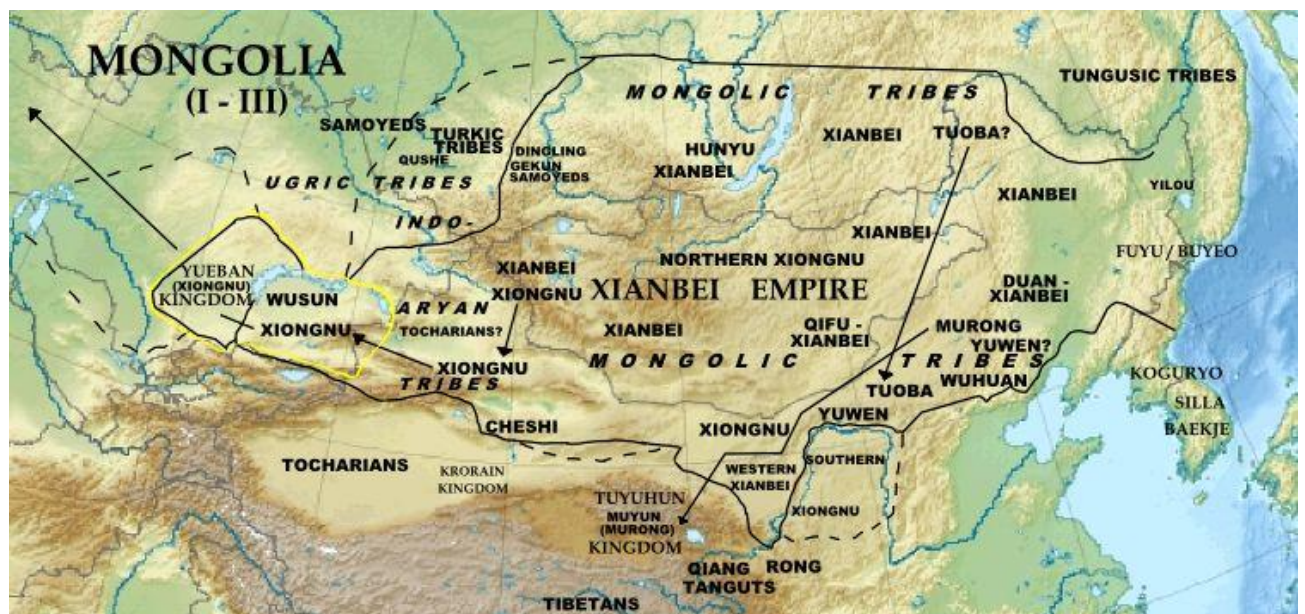 MONGOLIA
(I - III)
MONGOLIC TRIBES
TUNGUSIC TRIBES
SAMOYEDS
TURKIC
TRIBES
QUSHE
XIANBEI
TUOBA?
DINGLING
GEKUN
SAMOYEDS
HUNYU
XIANBEI
UGRIC TRIBES
XIANBEI
YILOU
INDO-
ARYAN
TRIBES
XIANBEI
FUYU / BUYEO
YUEBAN
(XIONGNU)
KINGDOM
WUSUN
XIONGNU
XIANBEI
XIONGNU
NORTHERN XIONGNU
XIANBEI EMPIRE
DUAN -
XIANBEI
TOCHARIANS?
XIANBEI
QIFU -
XIANBEI
MURONG
YUWEN?
MONGOLIC TRIBES
XIONGNU
TUOBA
WUHUAN
KOGURYO
SILLA
BAEKJE
CHESHI
XIONGNU
YUWEN
TOCHARIANS
KRORAIN
KINGDOM
WESTERN
XIANBEI
SOUTHERN
XIONGNU
TUYUHUN
MUYUN
(MURONG)
KINGDOM
QIANG
TANGUTS
RONG
TIBETANS